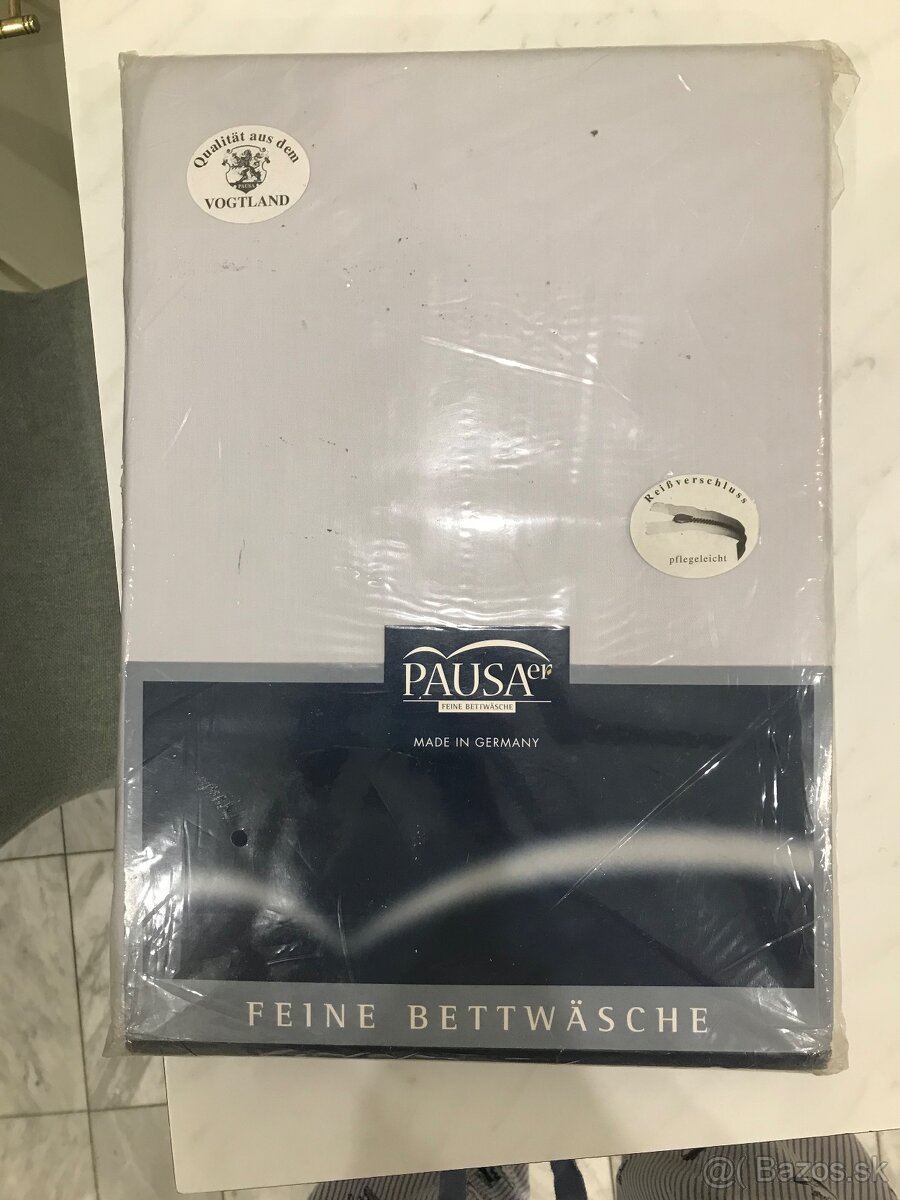 Qualität aus dem
PAUSA
VOGTLAND
Reißverschluss
pflegeleicht
PAUSAer
FEINE BETTWÄSCHE
MADE IN GERMANY
FEINE BETTWÄSCHE
@( Bazos.sk